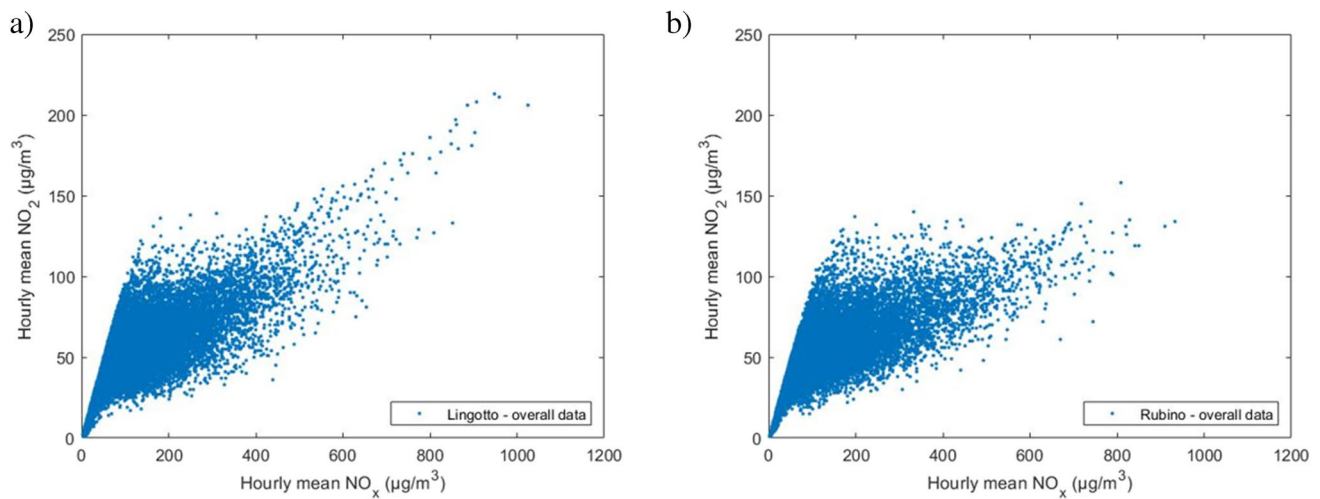 a)
250
200
150
100
50
0
Hourly mean NO2 (µg/m3)
0 200 400 600 800 1000 1200
Hourly mean NOx (µg/m3)
Lingotto - overall data
b)
250
200
150
100
50
0
Hourly mean NO2 (µg/m3)
0 200 400 600 800 1000 1200
Hourly mean NOx (µg/m3)
Rubino - overall data